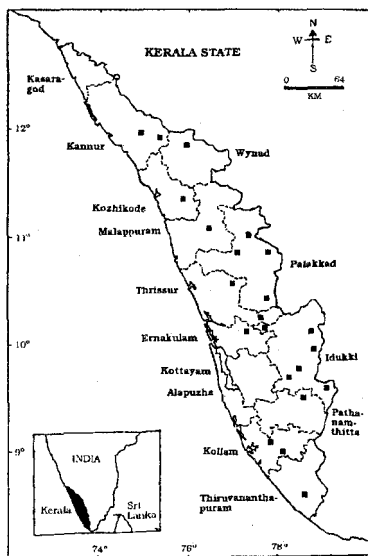 KERALA STATE
N
W E
S
0 64
KM
Kasara-
god
12°
Kannur
Wynad
Kozhikode
Malappuram
11°
Palakkad
Thrissur
Ernakulam
10°
Idukki
Kottayam
Alapuzha
Patha-
namth-
thitta
9°
Kollam
INDIA
Kerala
Sri
Lanka
Thiruvanantha-
puram
74°
76°
78°